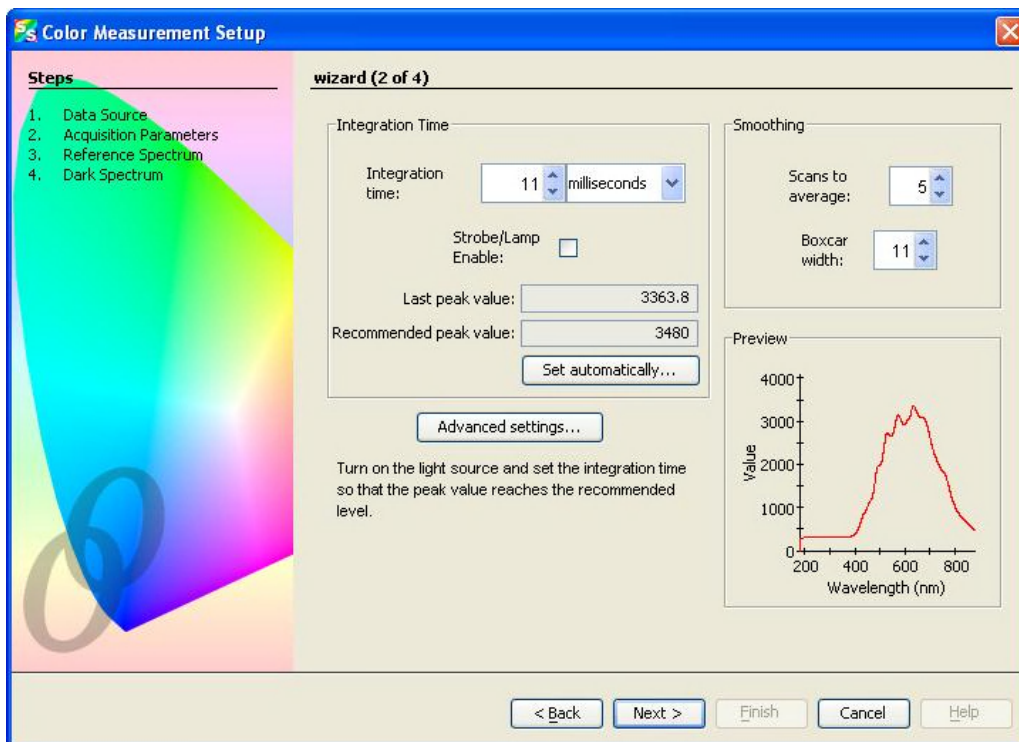 Color Measurement Setup
Steps
1. Data Source
2. Acquisition Parameters
3. Reference Spectrum
4. Dark Spectrum
wizard (2 of 4)
Integration Time
Integration
time:
11
milliseconds
Strobe/Lamp
Enable:
Last peak value:
3363.8
Recommended peak value:
3480
Set automatically...
Advanced settings...
Turn on the light source and set the integration time
so that the peak value reaches the recommended
level.
Smoothing
Scans to
average:
5
Boxcar
width:
11
Preview
4000
3000
2000
1000
0
Value
200 400 600 800
Wavelength (nm)
< Back
Next >
Finish
Cancel
Help